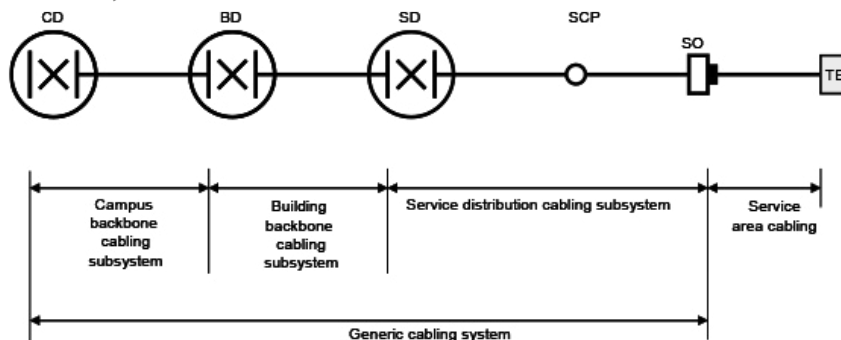 CD BD SD SCP
SO
TE
Campus backbone cabling subsystem
Building backbone cabling subsystem
Service distribution cabling subsystem
Service area cabling
Generic cabling system